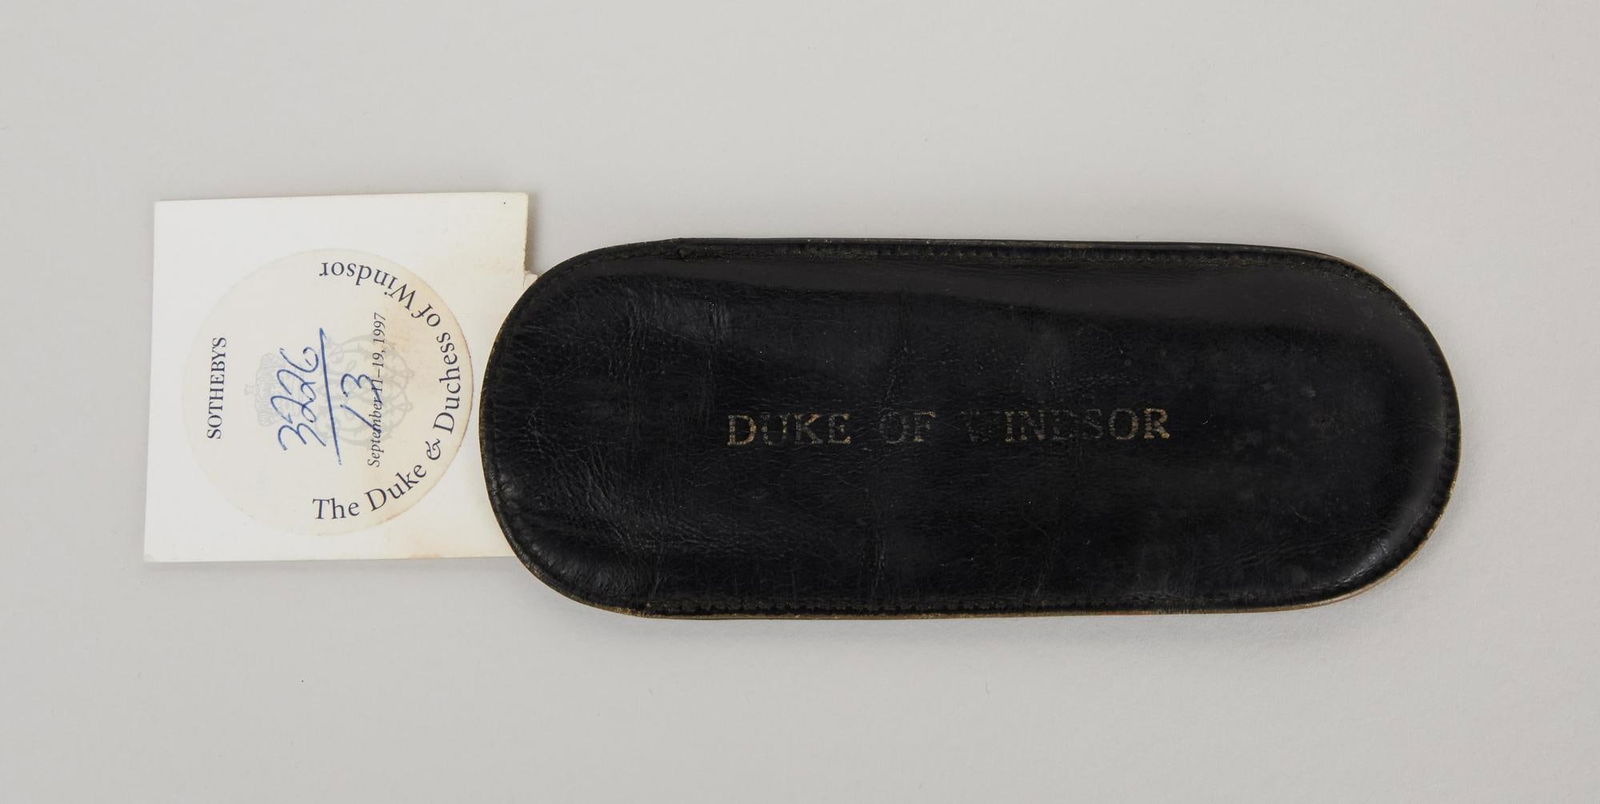 SOTHEBY'S
The Duke & Duchess of Windsor
3226
13
September 11–19, 1997
DUKE OF WINDSOR